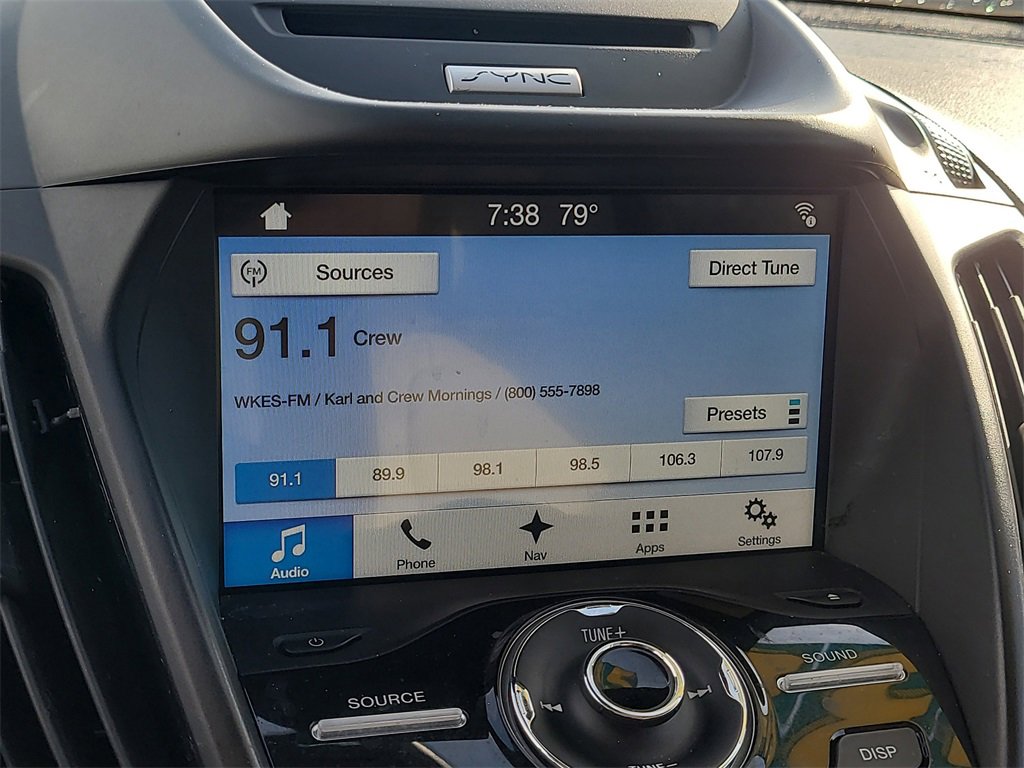 SYNC
7:38 79°
FM Sources
Direct Tune
91.1 Crew
WKES-FM / Karl and Crew Mornings / (800) 555-7898
Presets
91.1 89.9 98.1 98.5 106.3 107.9
Audio Phone Nav Apps Settings
TUNE+
SOURCE
SOUND
DISP
TUNE−